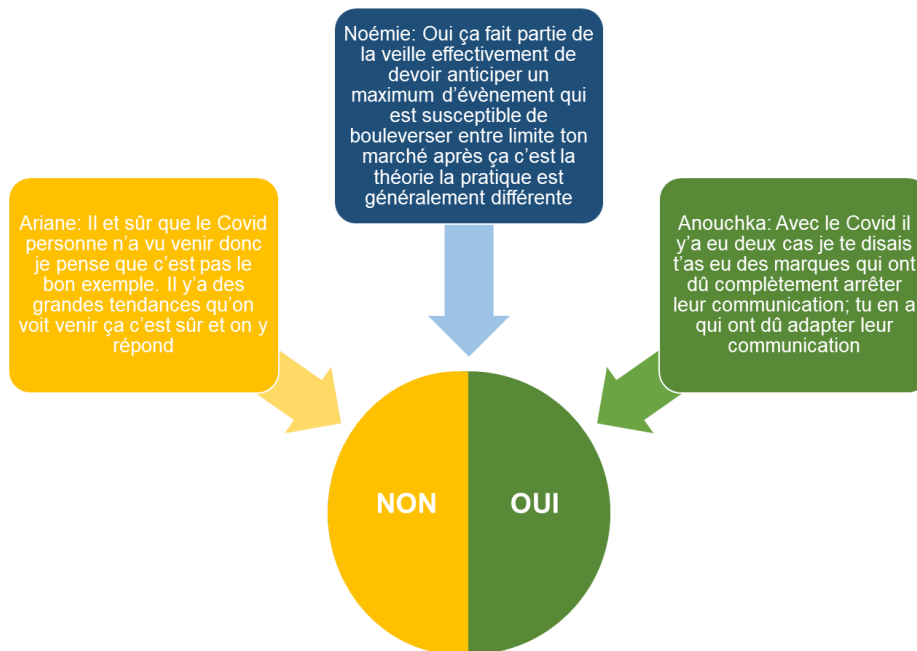 Noémie: Oui ça fait partie de
la veille effectivement de
devoir anticiper un
maximum d’évènement qui
est susceptible de
bouleverser entre limite ton
marché après ça c’est la
théorie la pratique est
généralement différente
Ariane: Il et sûr que le Covid
personne n’a vu venir donc
je pense que c’est pas le
bon exemple. Il y’a des
grandes tendances qu’on
voit venir ça c’est sûr et on y
répond
Anouchka: Avec le Covid il
y’a eu deux cas je te disais
t’as eu des marques qui ont
dû complètement arrêter
leur communication; tu en a
qui ont dû adapter leur
communication
NON
OUI